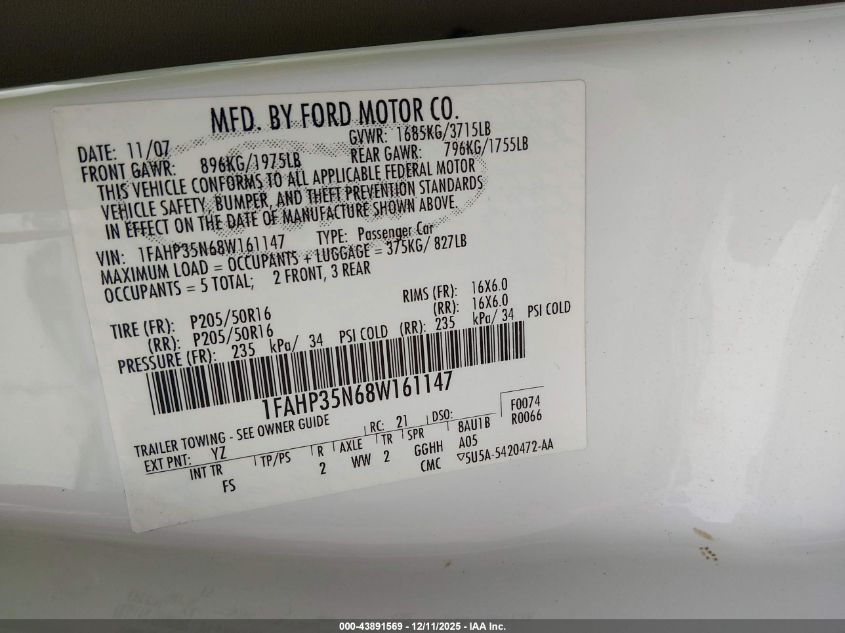 MFD. BY FORD MOTOR CO.
DATE: 11/07 GVWR: 1685KG/3715LB
FRONT GAWR: 896KG/1975LB REAR GAWR: 796KG/1755LB
THIS VEHICLE CONFORMS TO ALL APPLICABLE FEDERAL MOTOR
VEHICLE SAFETY, BUMPER, AND THEFT PREVENTION STANDARDS
IN EFFECT ON THE DATE OF MANUFACTURE SHOWN ABOVE.
VIN: 1FAHP35N68W161147 TYPE: Passenger Car
MAXIMUM LOAD = OCCUPANTS + LUGGAGE = 375KG/ 827LB
OCCUPANTS = 5 TOTAL; 2 FRONT, 3 REAR
TIRE (FR): P205/50R16 RIMS (FR): 16X6.0
(RR): P205/50R16 (RR): 16X6.0
PRESSURE (FR): 235 kPa/ 34 PSI COLD (RR): 235 kPa/ 34 PSI COLD
1FAHP35N68W161147
TRAILER TOWING - SEE OWNER GUIDE
EXT PNT: YZ RC: 21 DSO: F0074
INT TR TP/PS R AXLE TR SPR 8AU1B R0066
FS 2 WW 2 GGHH A05
CMC ▽5U5A-5420472-AA
000-43891569 - 12/11/2025 - IAA Inc.